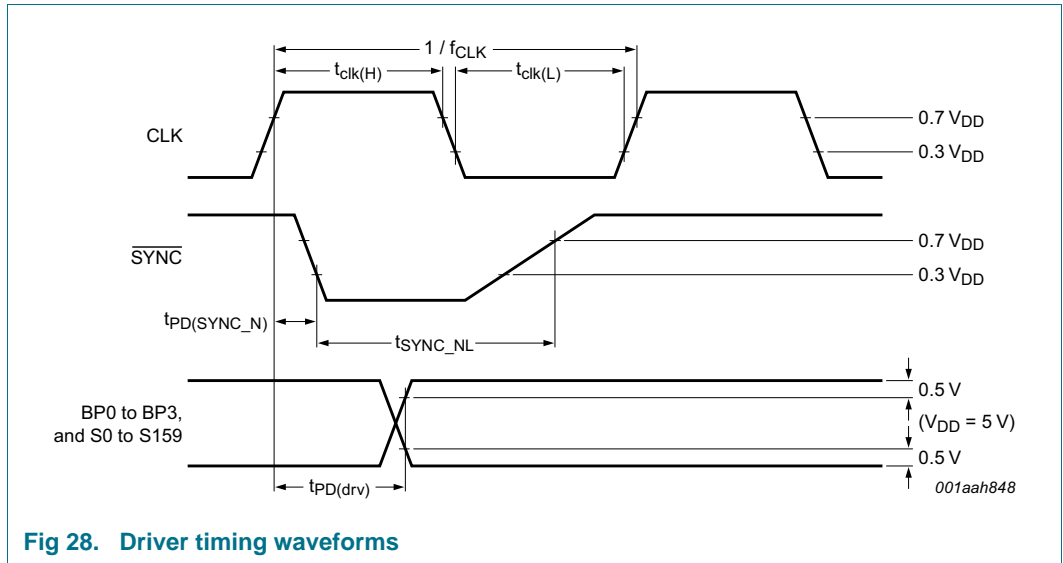 1 / fCLK
tclk(H)
tclk(L)
CLK
0.7 VDD
0.3 VDD
SYNC
0.7 VDD
0.3 VDD
tPD(SYNC_N)
tSYNC_NL
BP0 to BP3,
and S0 to S159
0.5 V
(VDD = 5 V)
0.5 V
tPD(drv)
001aah848
Fig 28. Driver timing waveforms